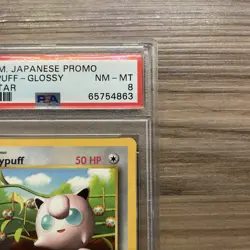 M. JAPANESE PROMO
PUFF-GLOSSY NM-MT
TAR 8
PSA 65754863
ypuff 50 HP